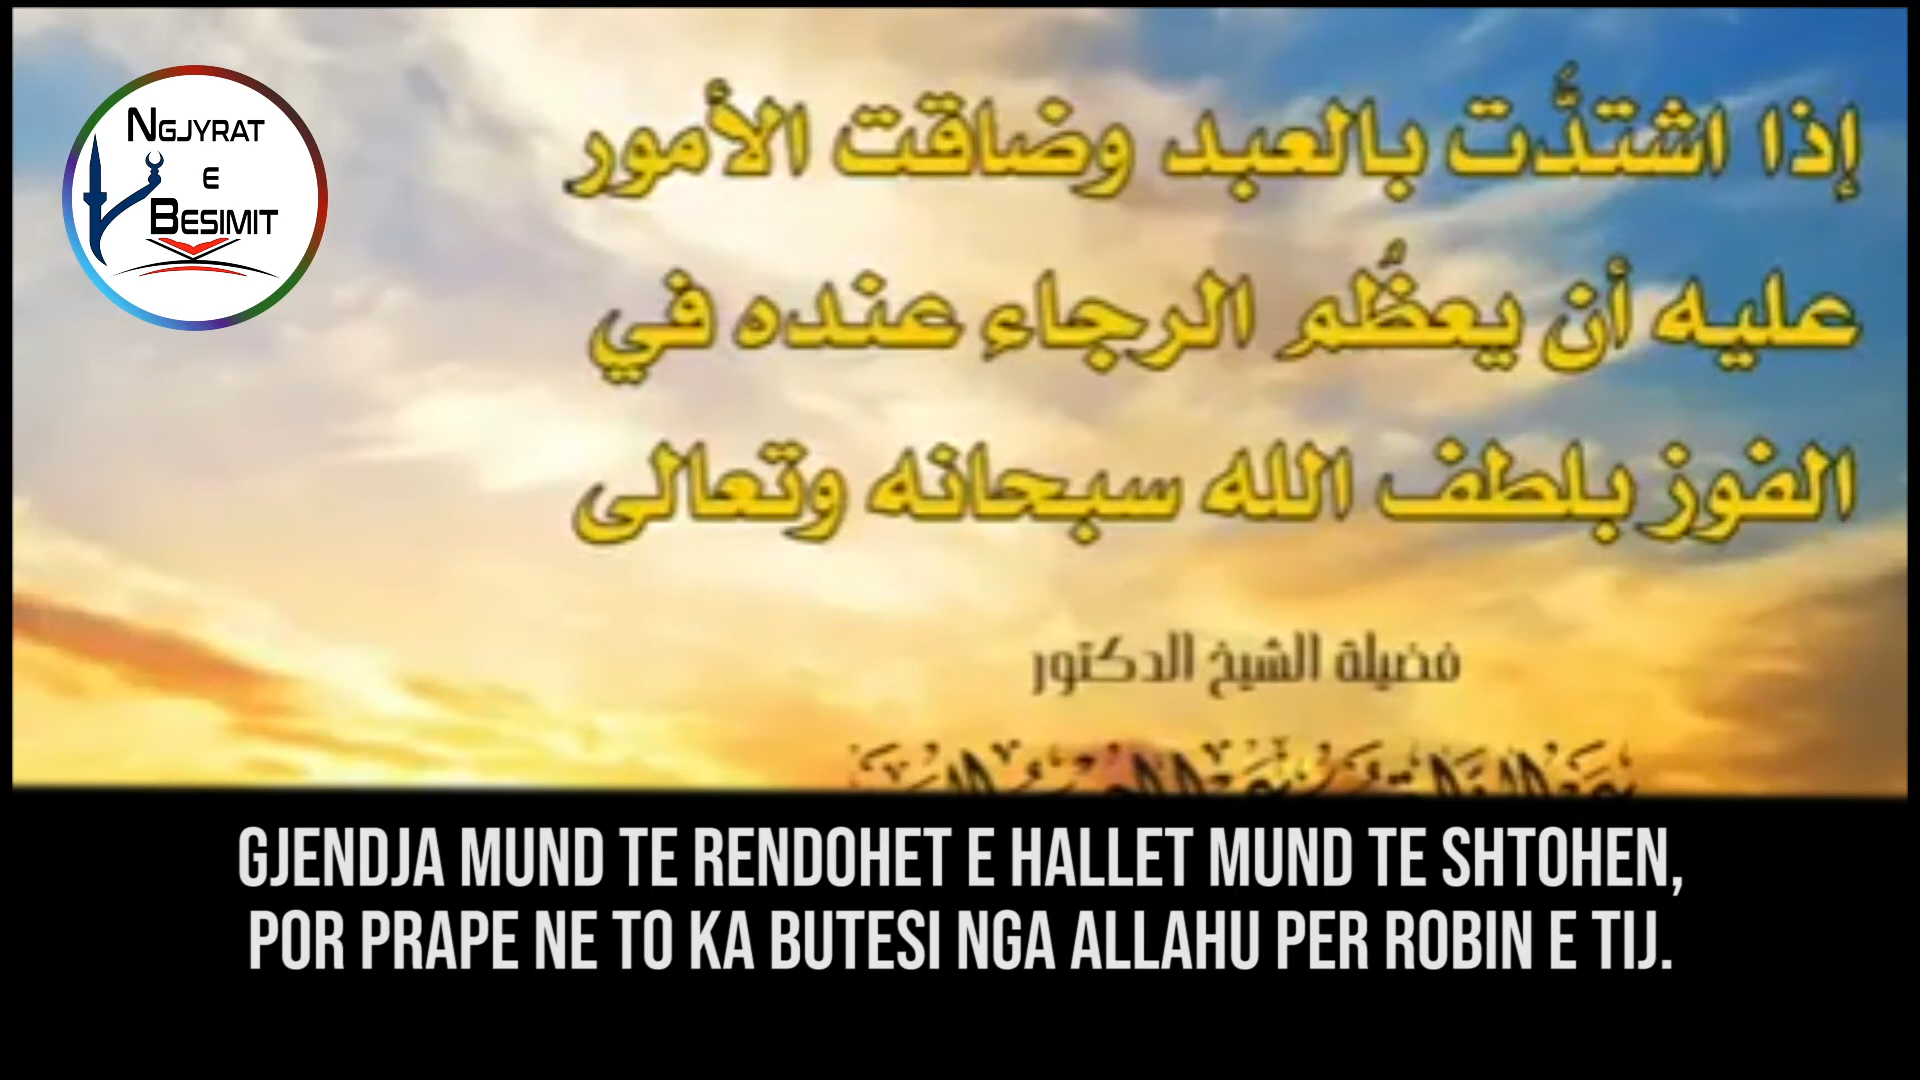 NGJYRAT
E
BESIMIT
إذا اشتدَّت بالعبد وضاقت الأمور
عليه أن يعظُم الرجاء عنده في
الفوز بلطف الله سبحانه وتعالى
فضيلة الشيخ الدكتور
GJENDJA MUND TE RENDOHET E HALLET MUND TE SHTOHEN,
POR PRAPE NE TO KA BUTESI NGA ALLAHU PER ROBIN E TIJ.